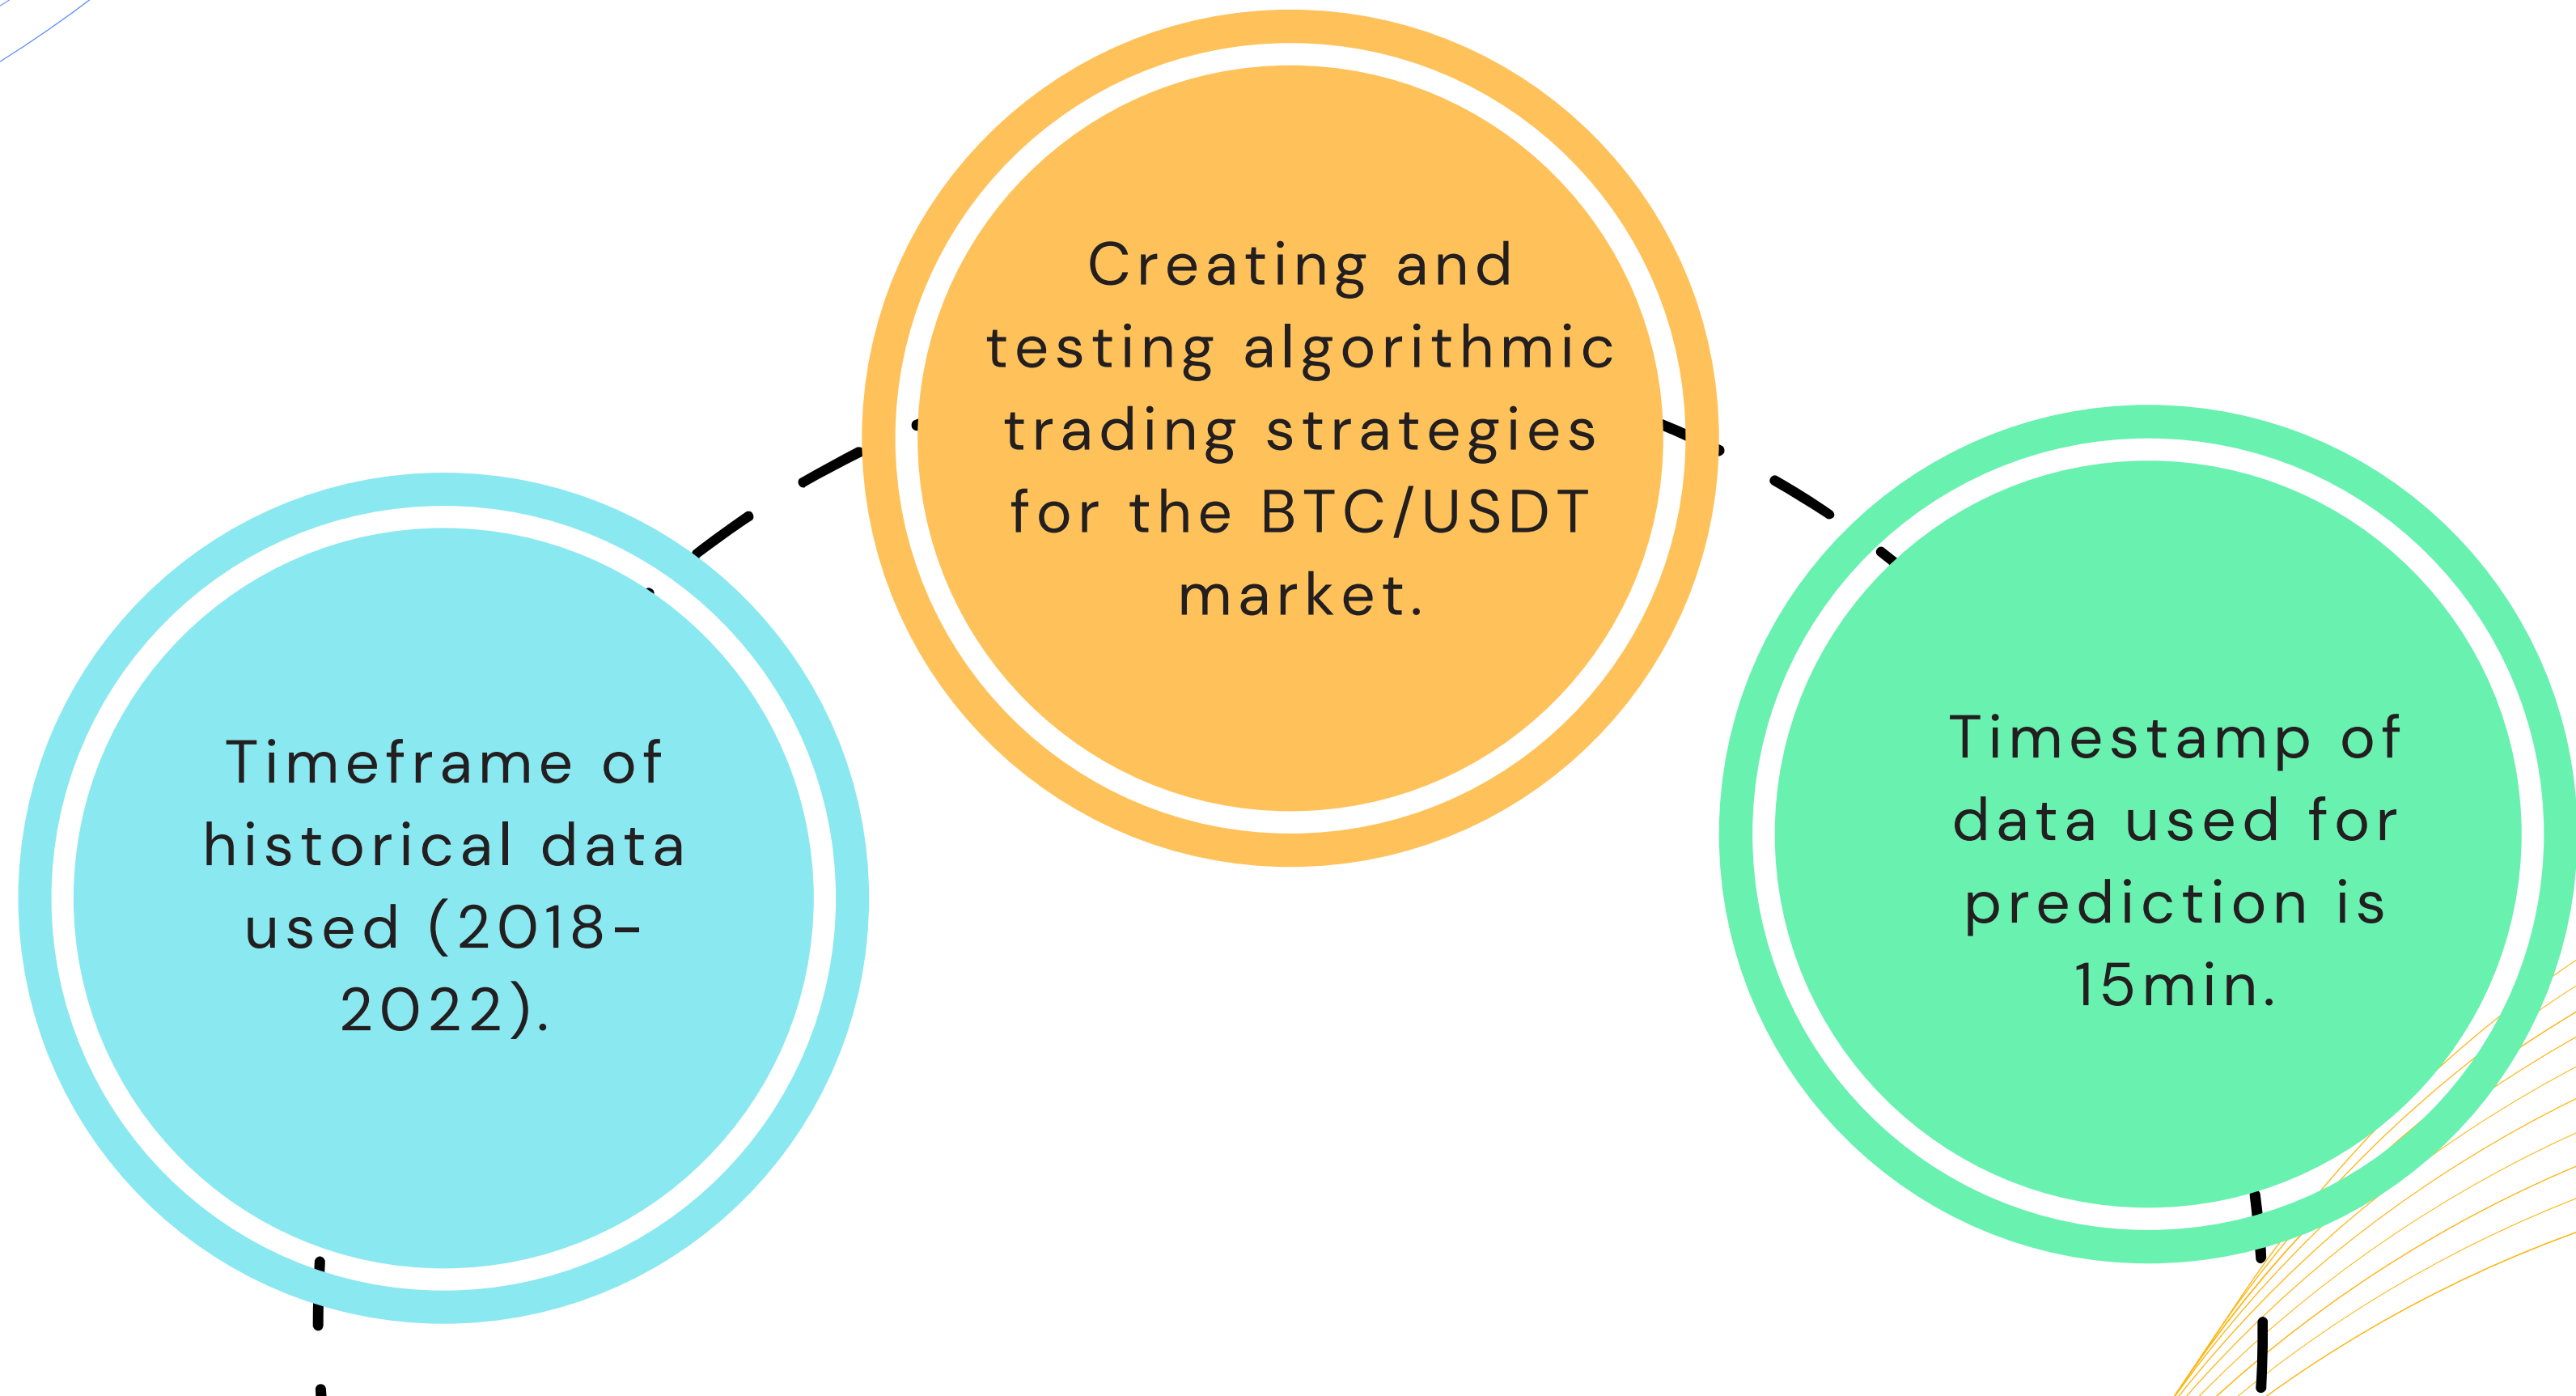 Creating and
testing algorithmic
trading strategies
for the BTC/USDT
market.
Timeframe of
historical data
used (2018-
2022).
Timestamp of
data used for
prediction is
15min.